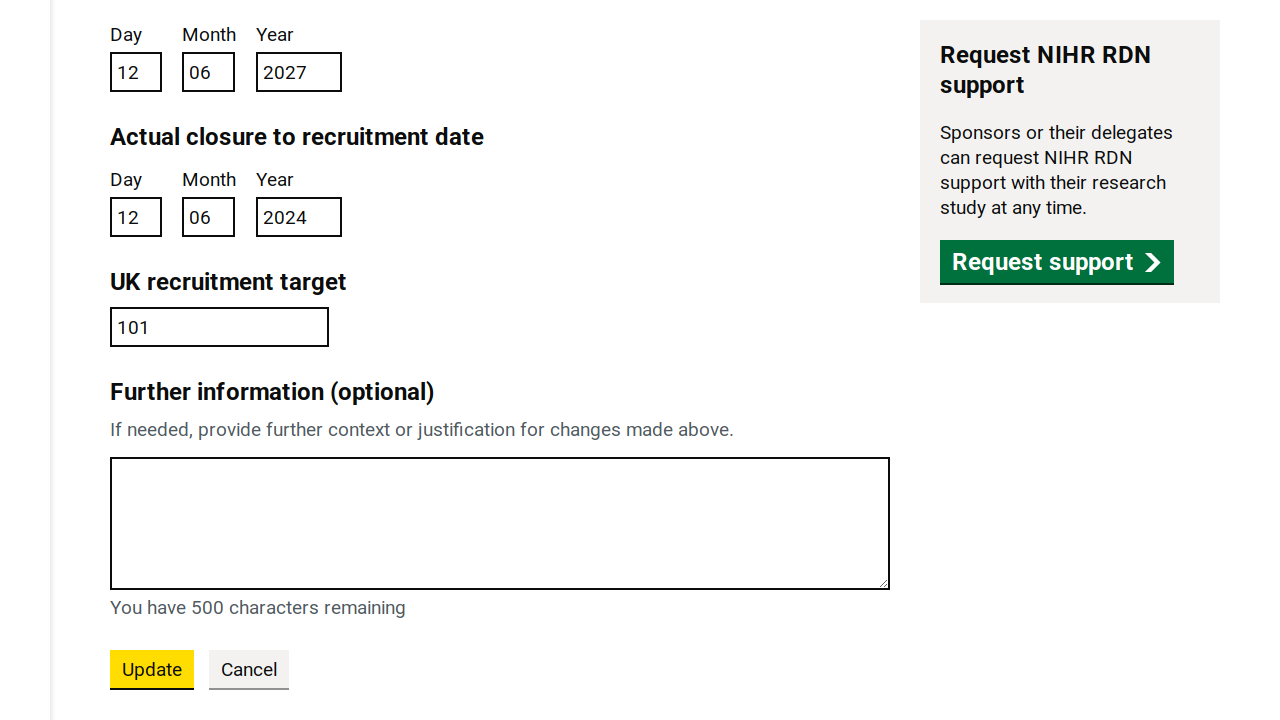 Day Month Year
12 06 2027
Actual closure to recruitment date
Day Month Year
12 06 2024
UK recruitment target
101
Further information (optional)
If needed, provide further context or justification for changes made above.
You have 500 characters remaining
Update Cancel
Request NIHR RDN
support
Sponsors or their delegates
can request NIHR RDN
support with their research
study at any time.
Request support